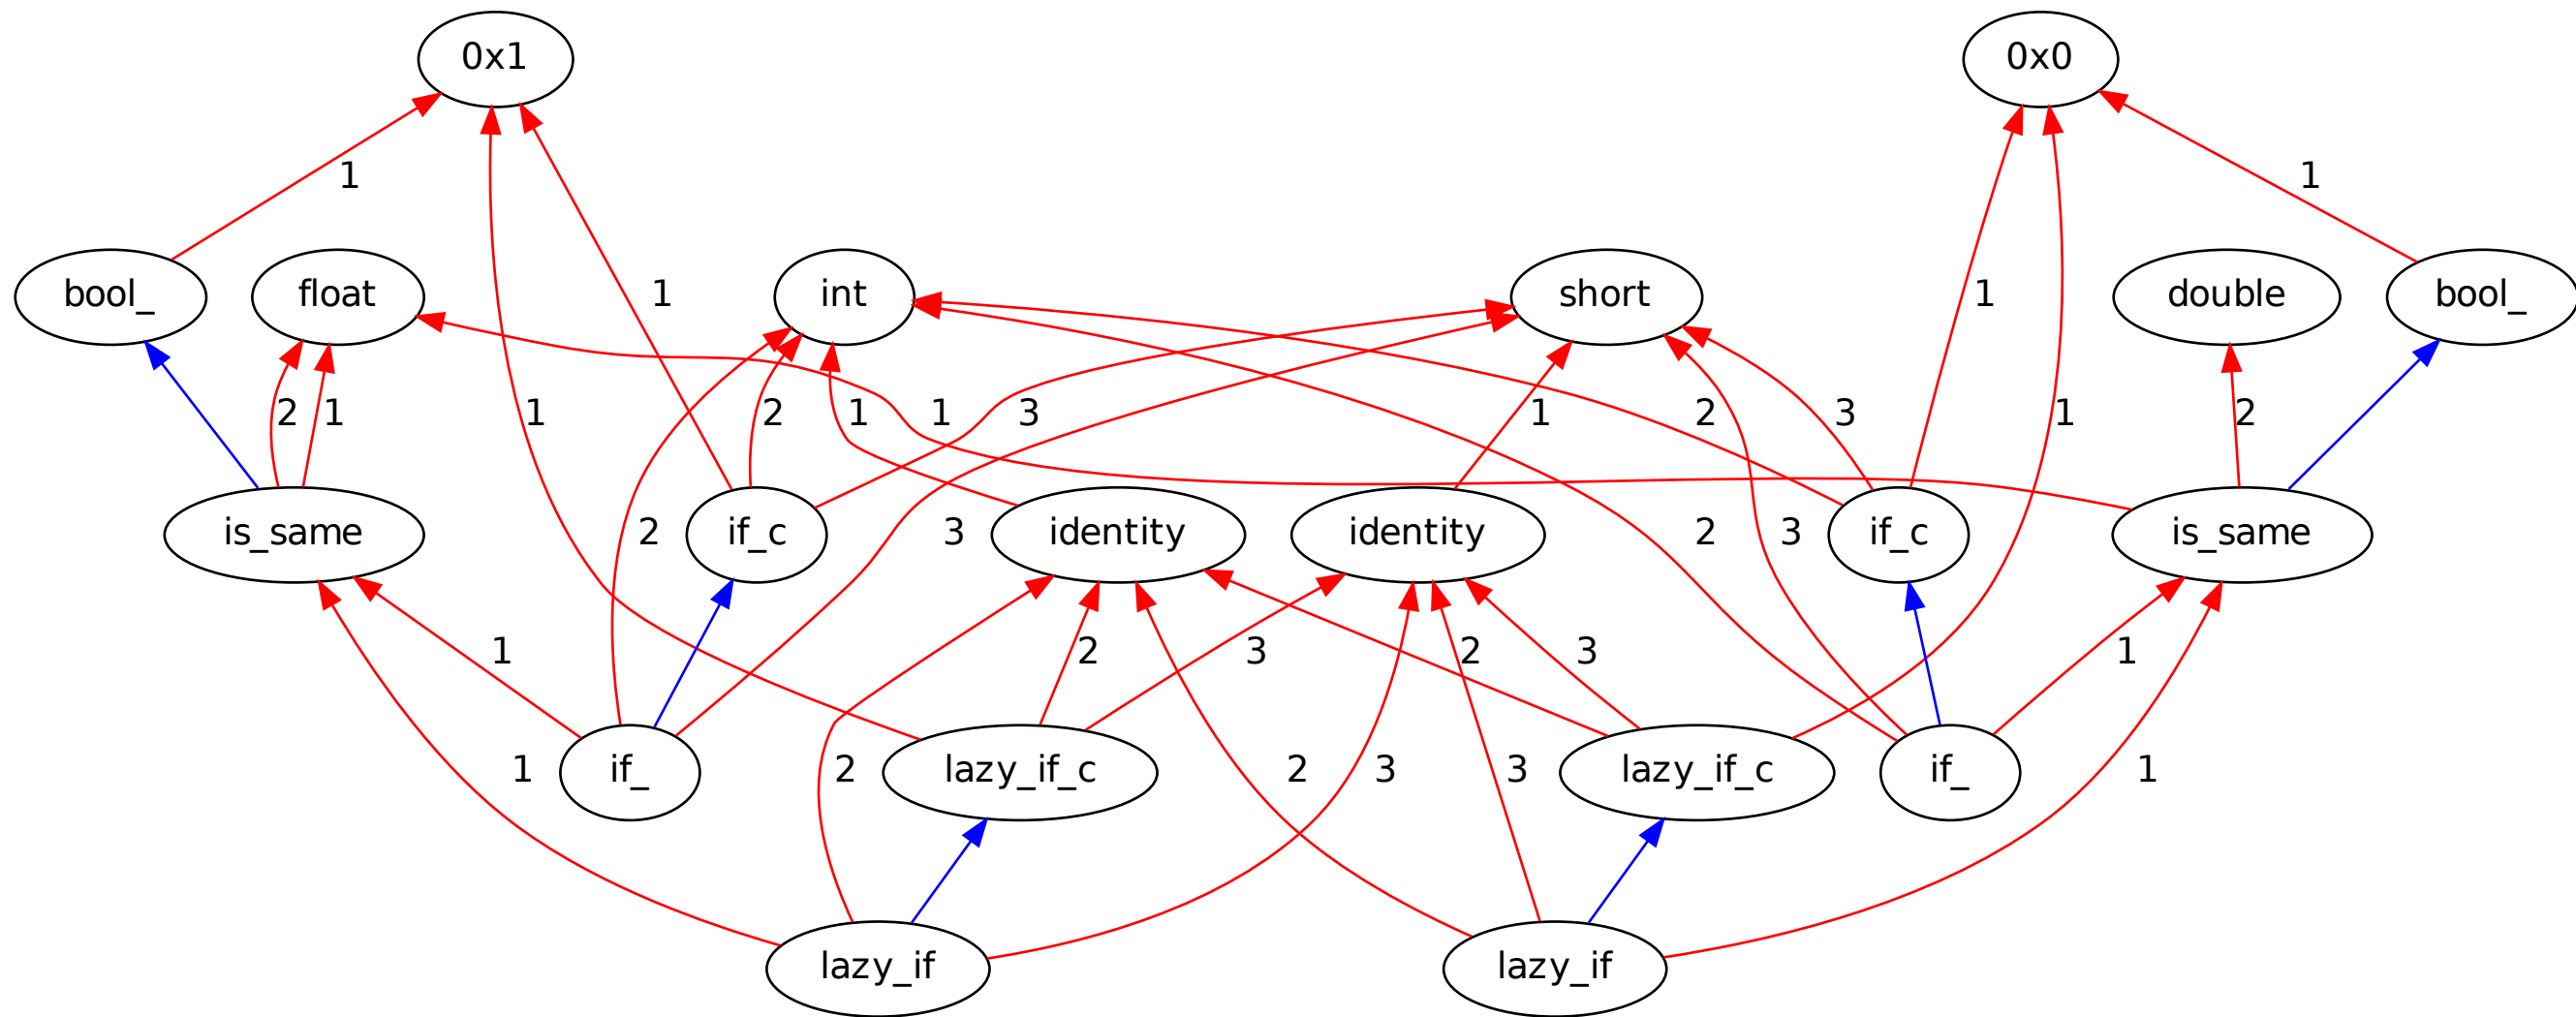 0x1
0x0
1
1
bool_
float
int
1
short
1
double
bool_
2
1
1
2
1
1
3
1
2
3
1
2
is_same
2
if_c
3
identity
identity
2
3
if_c
is_same
1
2
3
2
3
1
if_
1
2
lazy_if_c
2
3
3
lazy_if_c
if_
1
lazy_if
lazy_if